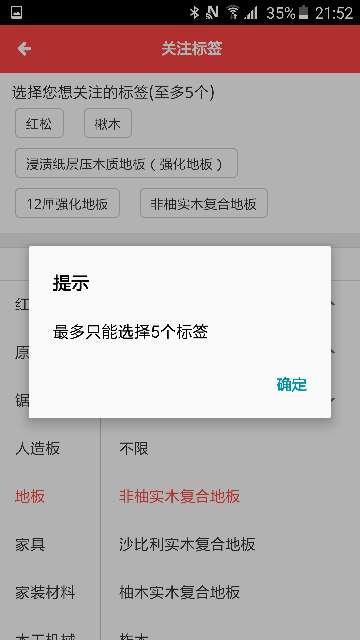 35% 21:52
关注标签
选择您想关注的标签(至多5个)
红松 楸木
浸渍纸层压木质地板（强化地板）
12厘强化地板 非柚实木复合地板
提示
最多只能选择5个标签
确定
红
原
锯
人造板 不限
地板 非柚实木复合地板
家具 沙比利实木复合地板
家装材料 柚木实木复合地板
木工机械 柞木